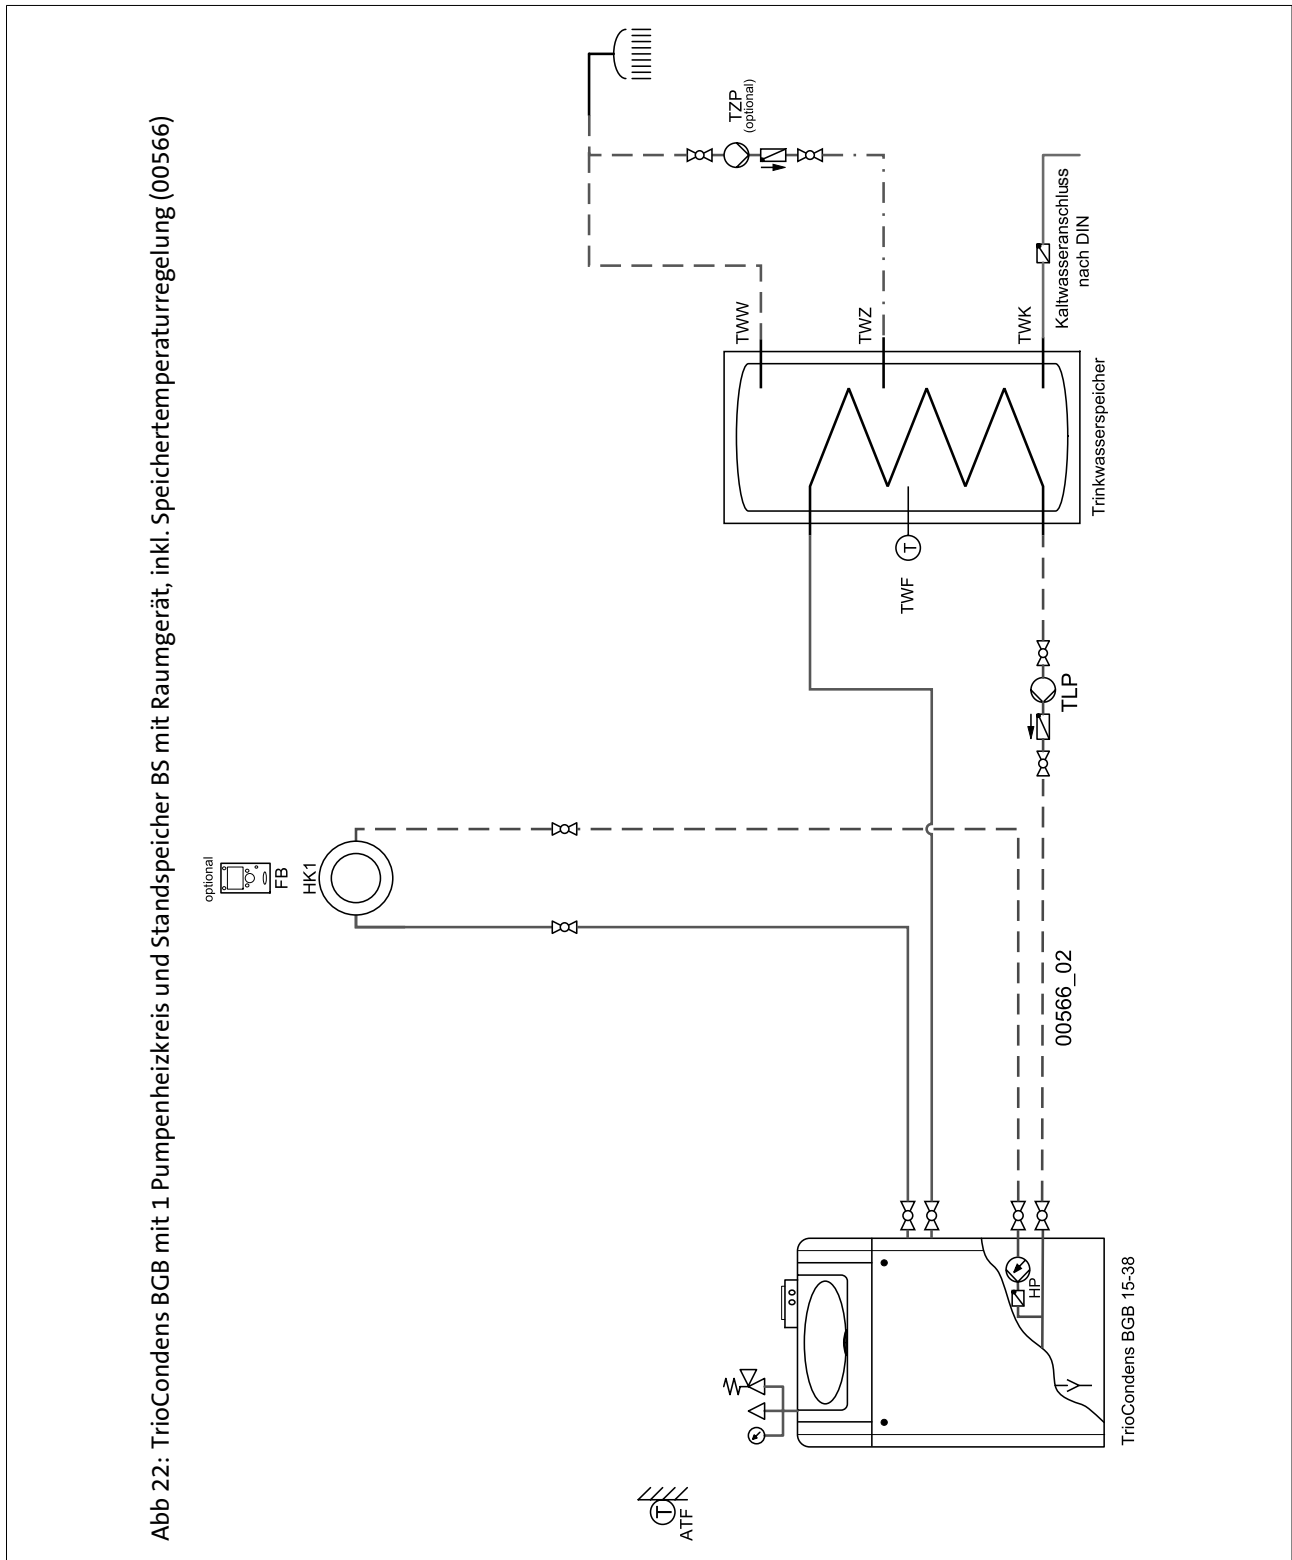 Abb 22: TrioCondens BGB mit 1 Pumpenheizkreis und Standspeicher BS mit Raumgerät, inkl. Speichertemperaturregelung (00566)
optional
FB
HK1
TZP
(optional)
TWW
TWZ
TWK
Kaltwasseranschluss
nach DIN
Trinkwasserspeicher
T
TWF
TLP
00566_02
HP
TrioCondens BGB 15-38
T
ATF